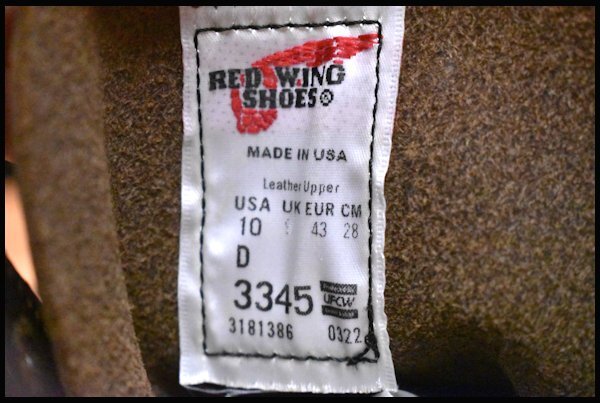 RED WING
SHOES®
MADE IN USA
Leather Upper
USA UK EUR CM
10 43 28
D
3345
UFCW
3181386 0322